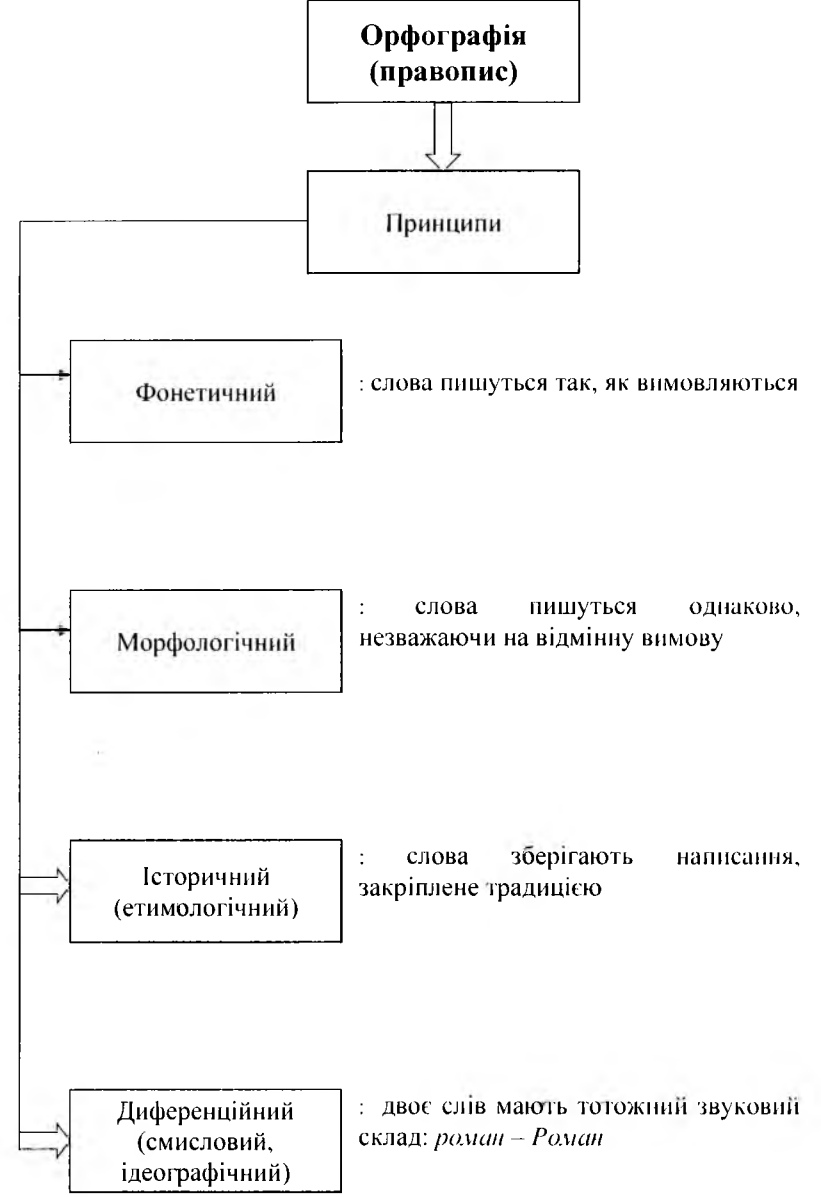 Орфографія
(правопис)
Принципи
Фонетичний
: слова пишуться так, як вимовляються
Морфологічний
: слова пишуться однаково,
незважаючи на відмінну вимову
Історичний
(етимологічний)
: слова зберігають написання,
закріплене традицією
Диференційний
(смисловий,
ідеографічний)
: двоє слів мають тотожний звуковий
склад: роман – Роман